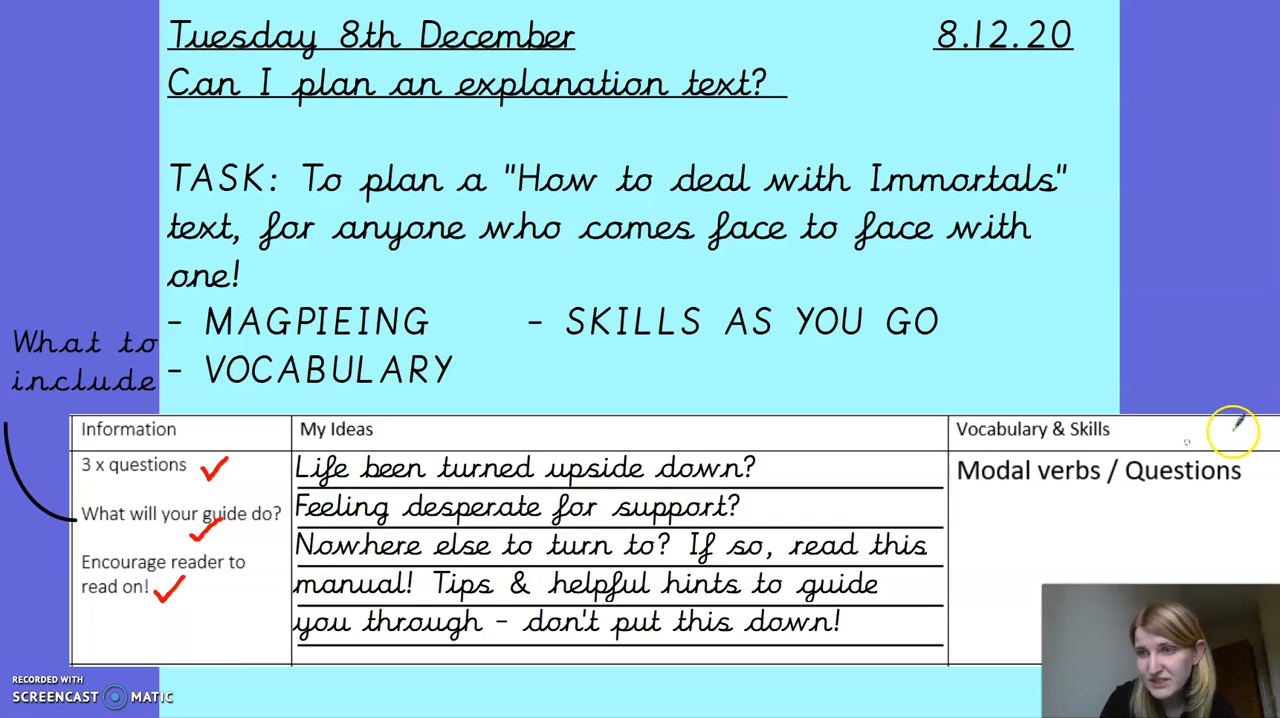 Tuesday 8th December 8.12.20
Can I plan an explanation text?
TASK: To plan a "How to deal with Immortals"
text, for anyone who comes face to face with
one!
- MAGPIEING - SKILLS AS YOU GO
- VOCABULARY
What to
include
Information
3 x questions
What will your guide do?
Encourage reader to
read on!
My Ideas
Life been turned upside down?
Feeling desperate for support?
Nowhere else to turn to? If so, read this
manual! Tips & helpful hints to guide
you through - don't put this down!
Vocabulary & Skills
Modal verbs / Questions
RECORDED WITH
SCREENCAST MATIC